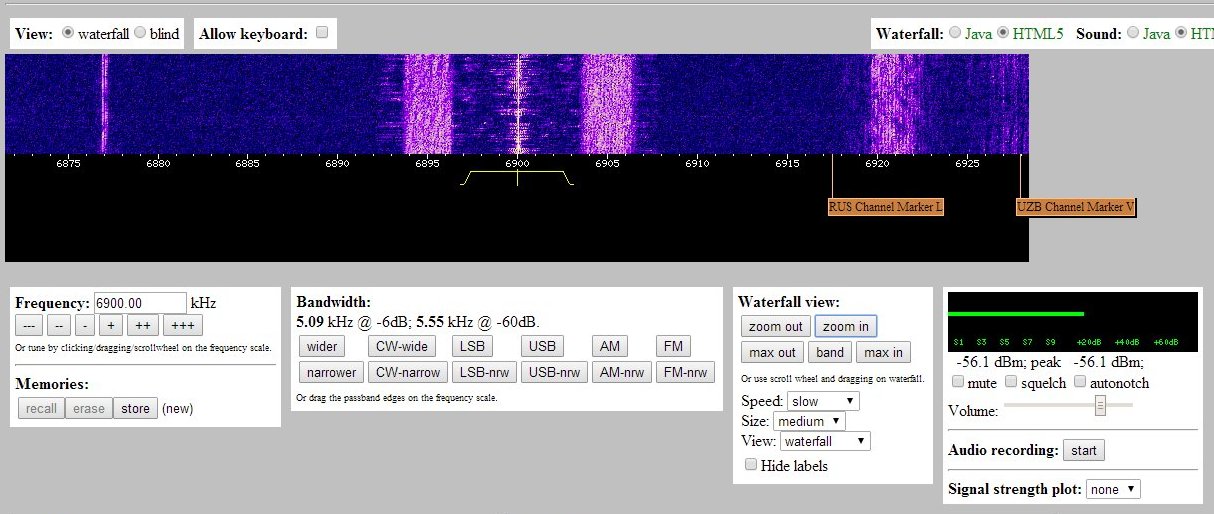 View: waterfall blind Allow keyboard: Waterfall: Java HTML5 Sound: Java HT
6875 6880 6885 6890 6895 6900 6905 6910 6915 6920 6925
RUS Channel Marker L UZB Channel Marker V
Frequency: 6900.00 kHz
--- -- - + ++ +++
Or tune by clicking/dragging/scrollwheel on the frequency scale.
Memories:
recall erase store (new)
Bandwidth:
5.09 kHz @ -6dB; 5.55 kHz @ -60dB.
wider CW-wide LSB USB AM FM
narrower CW-narrow LSB-nrw USB-nrw AM-nrw FM-nrw
Or drag the passband edges on the frequency scale.
Waterfall view:
zoom out zoom in
max out band max in
Or use scroll wheel and dragging on waterfall.
Speed: slow
Size: medium
View: waterfall
Hide labels
S1 S3 S5 S7 S9 +20dB +40dB +60dB
-56.1 dBm; peak -56.1 dBm;
mute squelch autonotch
Volume:
Audio recording: start
Signal strength plot: none